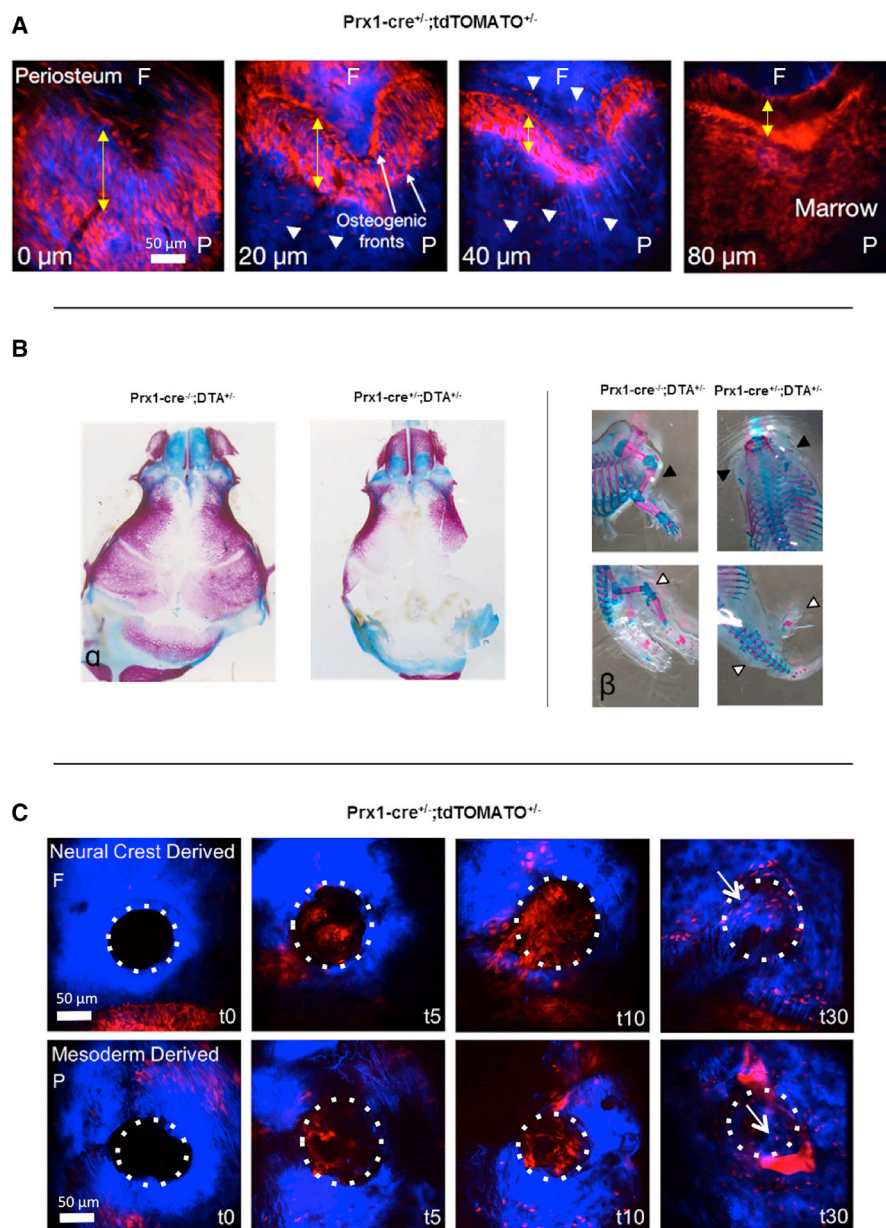 A
Prx1-cre+/-;tdTOMATO+/-
Periosteum F
0 µm
50 µm
P
F
Osteogenic
fronts
20 µm
P
F
40 µm
P
F
Marrow
80 µm
P
B
Prx1-cre-/-;DTA+/-
Prx1-cre+/-;DTA+/-
Prx1-cre-/-;DTA+/-
Prx1-cre+/-;DTA+/-
α
β
C
Prx1-cre+/-;tdTOMATO+/-
Neural Crest Derived
F
50 µm
t0
t5
t10
t30
Mesoderm Derived
P
50 µm
t0
t5
t10
t30